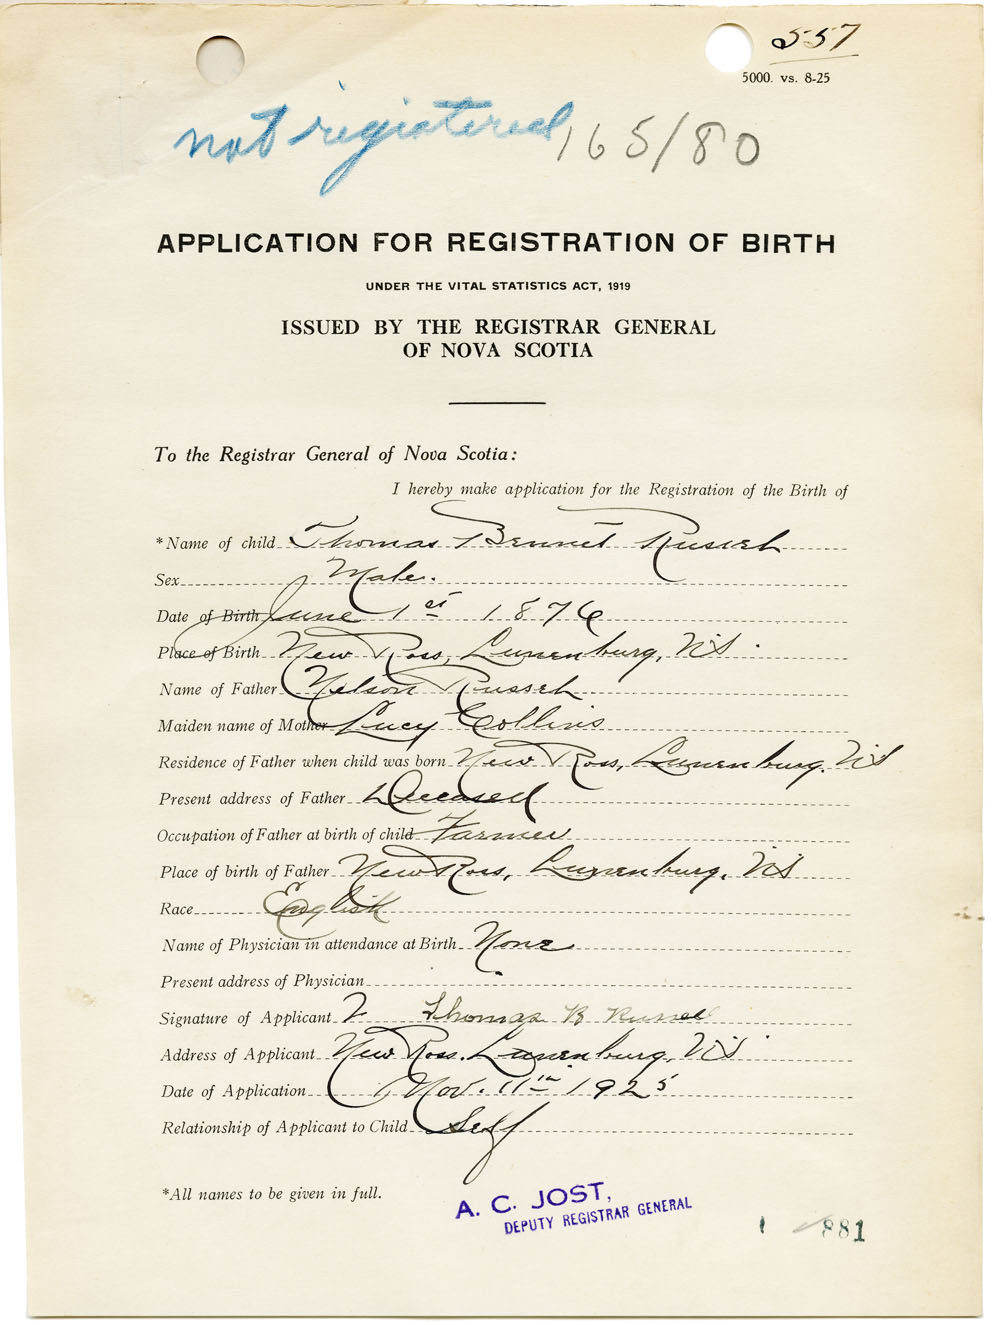 557
5000. vs. 8-25
not registered 165/80
APPLICATION FOR REGISTRATION OF BIRTH
UNDER THE VITAL STATISTICS ACT, 1919
ISSUED BY THE REGISTRAR GENERAL
OF NOVA SCOTIA
To the Registrar General of Nova Scotia:
I hereby make application for the Registration of the Birth of
*Name of child Thomas Bennet Russell
Sex Male.
Date of Birth June 1st 1876
Place of Birth New Ross, Lunenburg, NS.
Name of Father Nelson Russell
Maiden name of Mother Lucy Collins
Residence of Father when child was born New Ross, Lunenburg. NS
Present address of Father Deceased
Occupation of Father at birth of child Farmer
Place of birth of Father New Ross, Lunenburg, NS
Race English
Name of Physician in attendance at Birth None
Present address of Physician
Signature of Applicant Thomas B Russell
Address of Applicant New Ross. Lunenburg, NS
Date of Application Nov. 11th 1925
Relationship of Applicant to Child Self
*All names to be given in full.
A. C. JOST,
DEPUTY REGISTRAR GENERAL
881